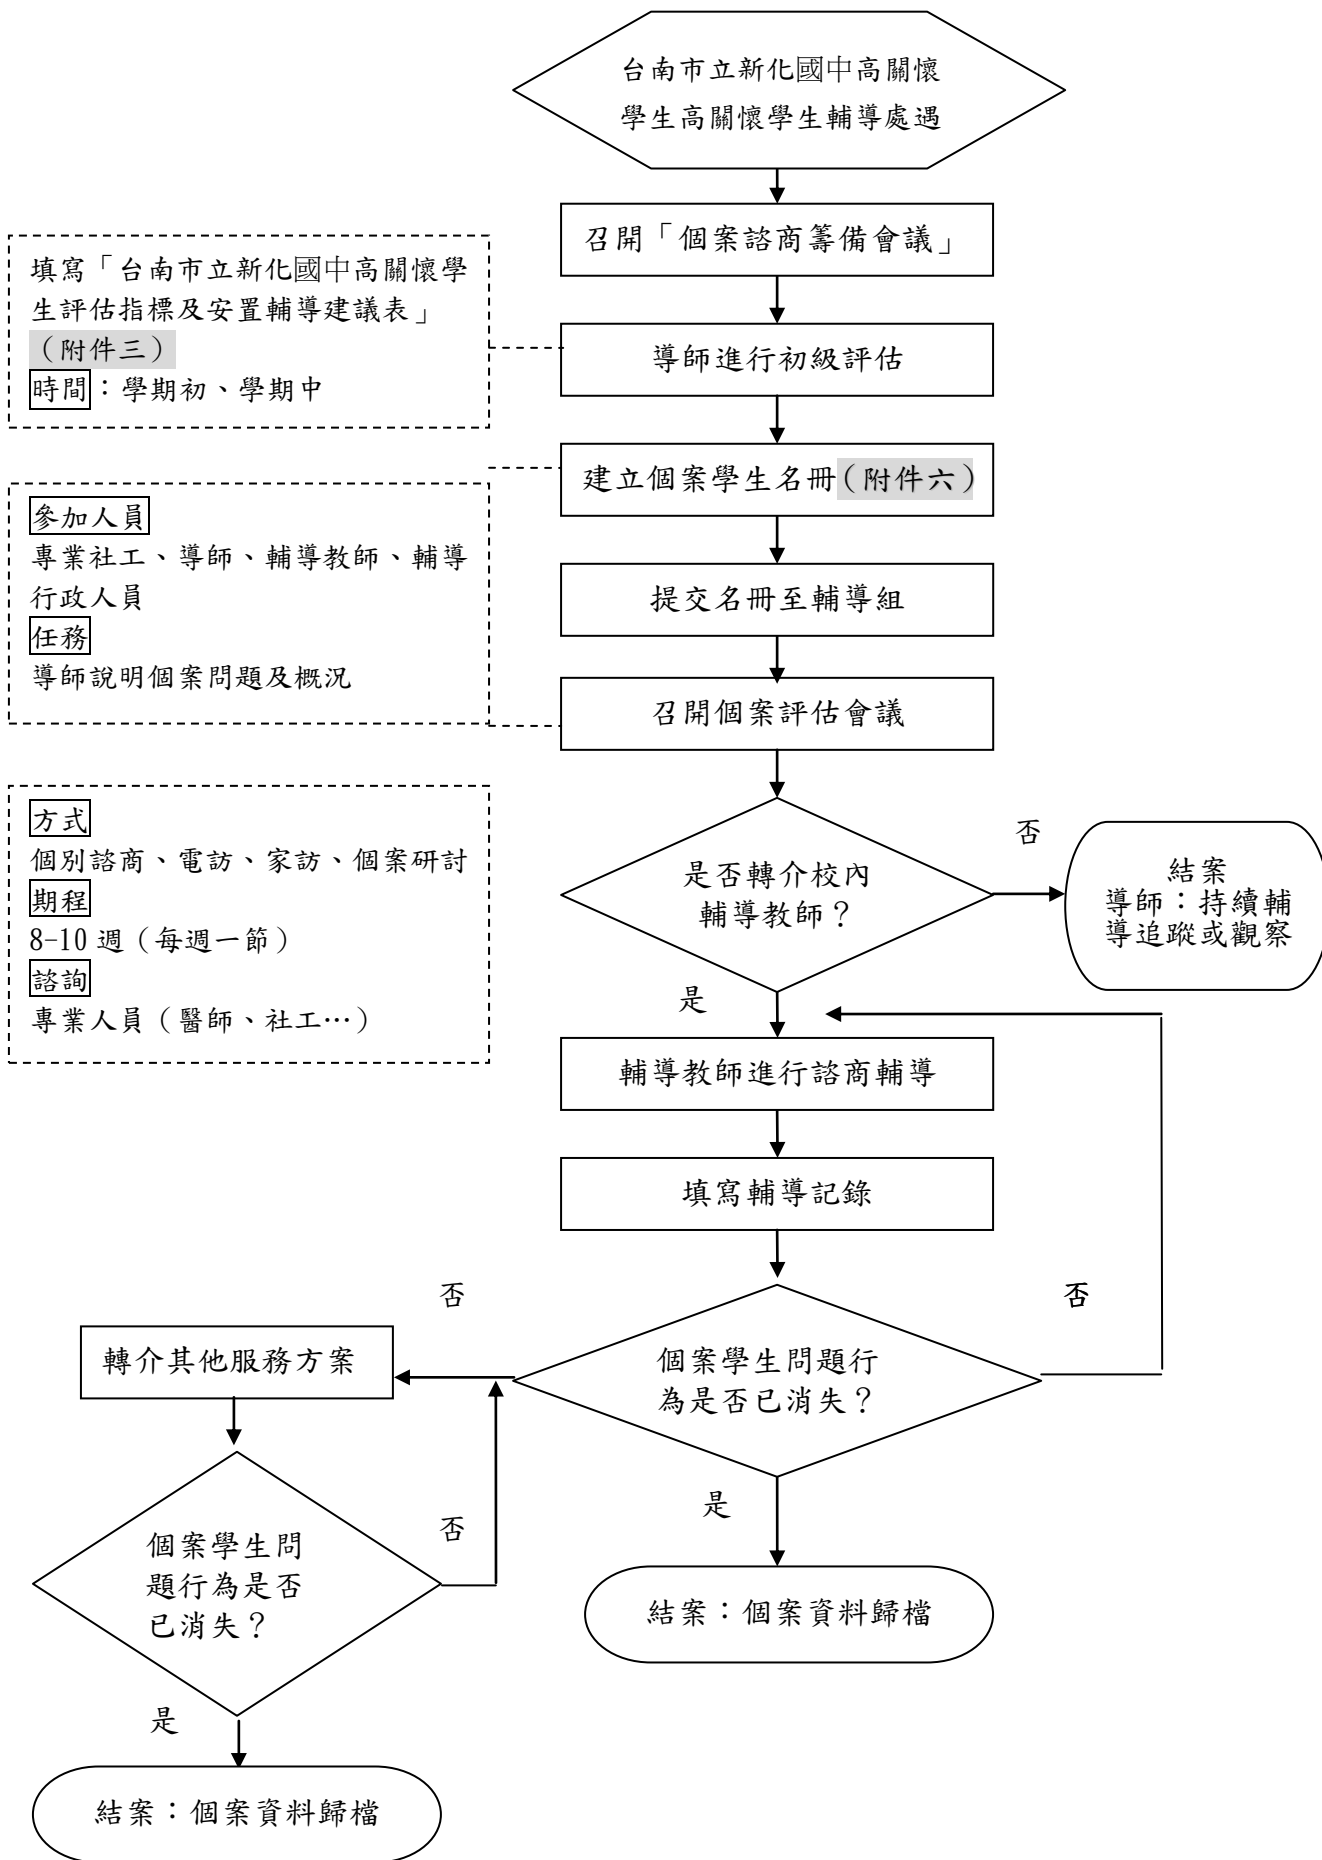 台南市立新化國中高關懷
學生高關懷學生輔導處遇
召開「個案諮商籌備會議」
填寫「台南市立新化國中高關懷學
生評估指標及安置輔導建議表」
（附件三）
時間：學期初、學期中
導師進行初級評估
建立個案學生名冊（附件六）
參加人員
專業社工、導師、輔導教師、輔導
行政人員
任務
導師說明個案問題及概況
提交名冊至輔導組
召開個案評估會議
方式
個別諮商、電訪、家訪、個案研討
期程
8-10 週（每週一節）
諮詢
專業人員（醫師、社工…）
是否轉介校內
輔導教師？
否
結案
導師：持續輔
導追蹤或觀察
是
輔導教師進行諮商輔導
填寫輔導記錄
否
否
轉介其他服務方案
個案學生問題行
為是否已消失？
是
否
個案學生問
題行為是否
已消失？
結案：個案資料歸檔
是
結案：個案資料歸檔